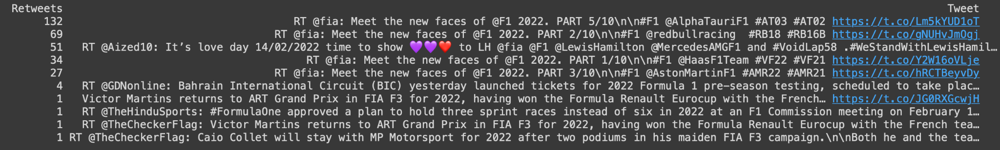 Retweets Tweet
132 RT @fia: Meet the new faces of @F1 2022. PART 5/10\n\n#F1 @AlphaTauriF1 #AT03 #AT02 https://t.co/Lm5kYUD1oT
69 RT @fia: Meet the new faces of @F1 2022. PART 2/10\n\n#F1 @redbullracing  #RB18 #RB16B https://t.co/gNUHvJmOgj
51 RT @Aized10: It’s love day 14/02/2022 time to show 💜💜❤️ to LH @fia @F1 @LewisHamilton @MercedesAMGF1 and #VoidLap58 .#WeStandWithLewisHamil…
34 RT @fia: Meet the new faces of @F1 2022. PART 1/10\n\n#F1 @HaasF1Team #VF22 #VF21 https://t.co/Y2W16oVLje
27 RT @fia: Meet the new faces of @F1 2022. PART 3/10\n\n#F1 @AstonMartinF1 #AMR22 #AMR21 https://t.co/hRCTBeyvDy
4 RT @GDNonline: Bahrain International Circuit (BIC) yesterday launched tickets for 2022 Formula 1 pre-season testing, scheduled to take plac…
1 Victor Martins returns to ART Grand Prix in FIA F3 for 2022, having won the Formula Renault Eurocup with the French… https://t.co/JG0RXGcwjH
1 RT @TheHinduSports: #FormulaOne approved a plan to hold three sprint races instead of six in 2022 at an F1 Commission meeting on February 1…
1 RT @TheCheckerFlag: Victor Martins returns to ART Grand Prix in FIA F3 for 2022, having won the Formula Renault Eurocup with the French tea…
1 RT @TheCheckerFlag: Caio Collet will stay with MP Motorsport for 2022 after two podiums in his maiden FIA F3 campaign.\n\nBoth he and the tea…